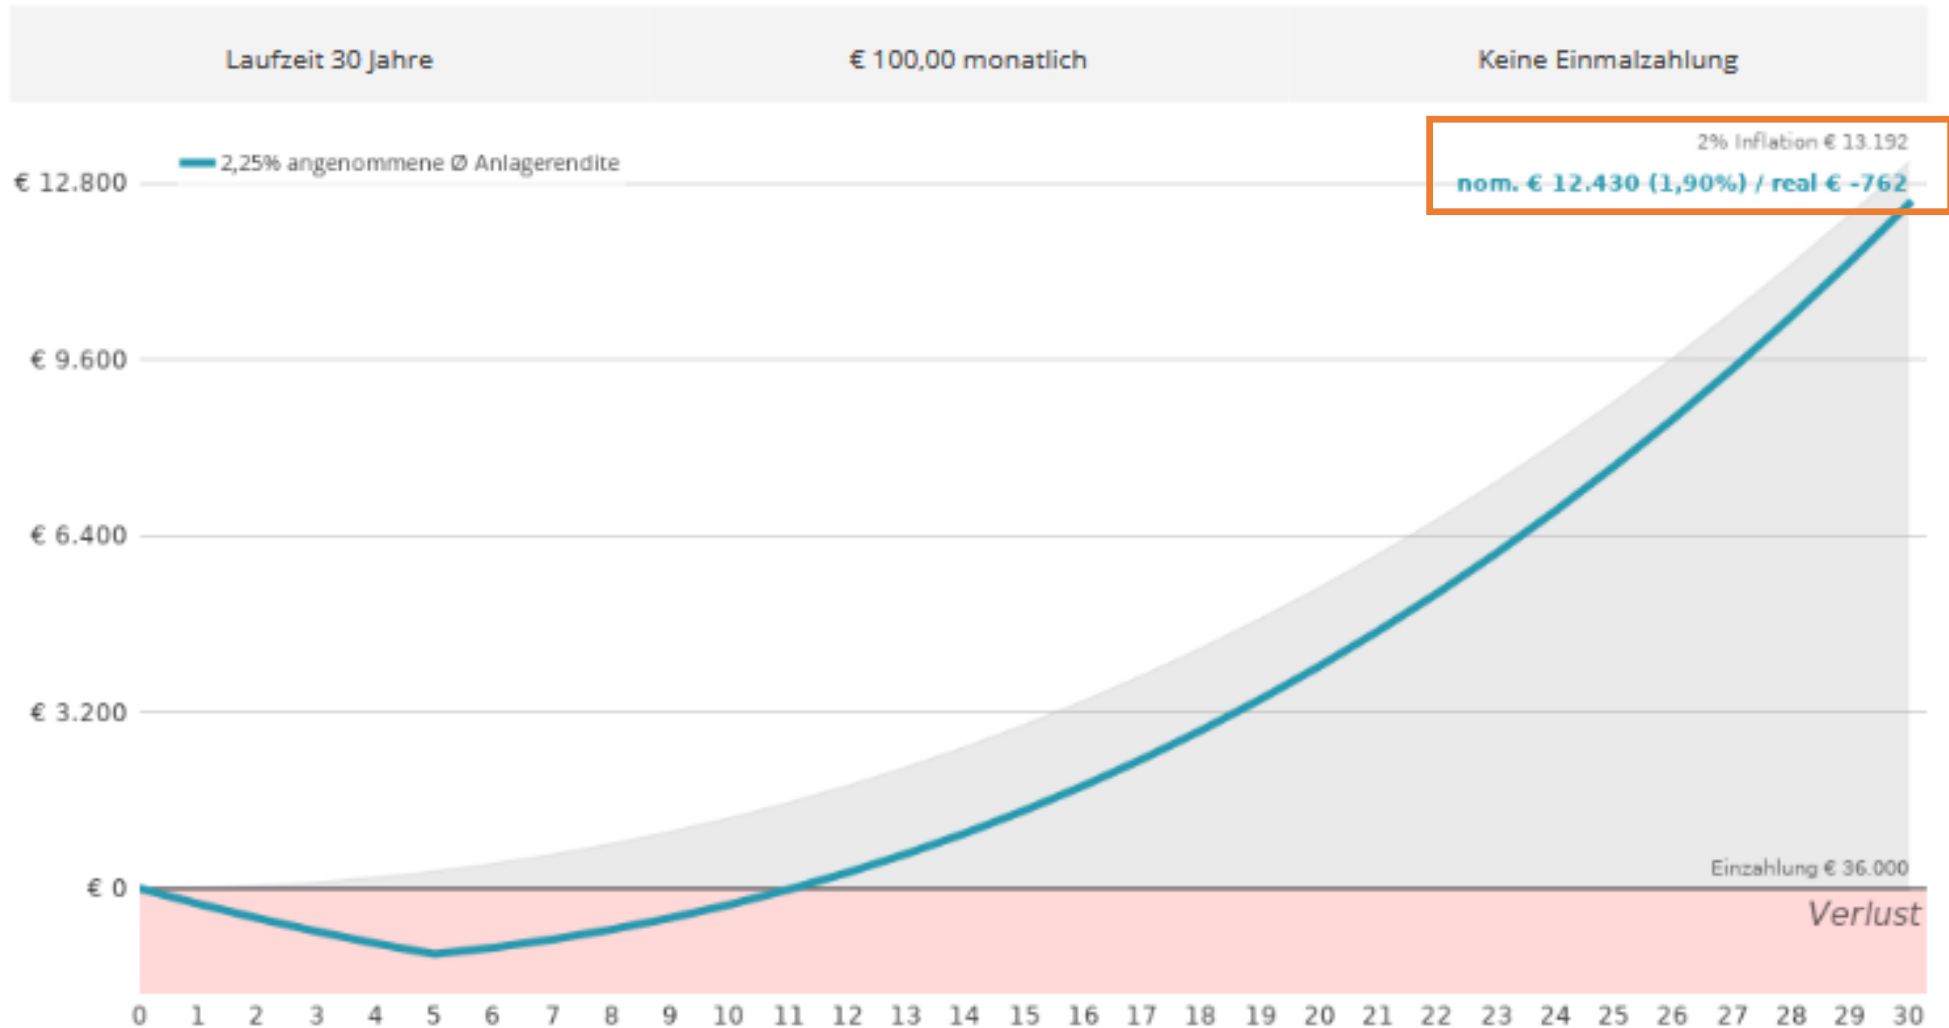 Laufzeit 30 Jahre
€ 100,00 monatlich
Keine Einmalzahlung
2% Inflation € 13.192
2,25% angenommene Ø Anlagerendite
€ 12.800
nom. € 12.430 (1,90%) / real € -762
€ 9.600
€ 6.400
€ 3.200
Einzahlung € 36.000
€ 0
Verlust
0 1 2 3 4 5 6 7 8 9 10 11 12 13 14 15 16 17 18 19 20 21 22 23 24 25 26 27 28 29 30